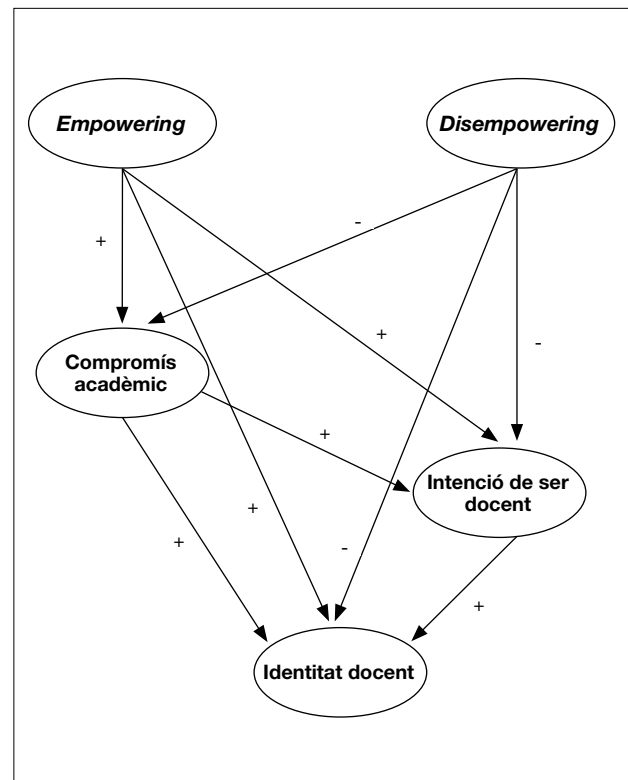 Empowering
Disempowering
-
+
+
-
Compromís
acadèmic
+
Intenció de ser
docent
+
+
-
+
Identitat docent